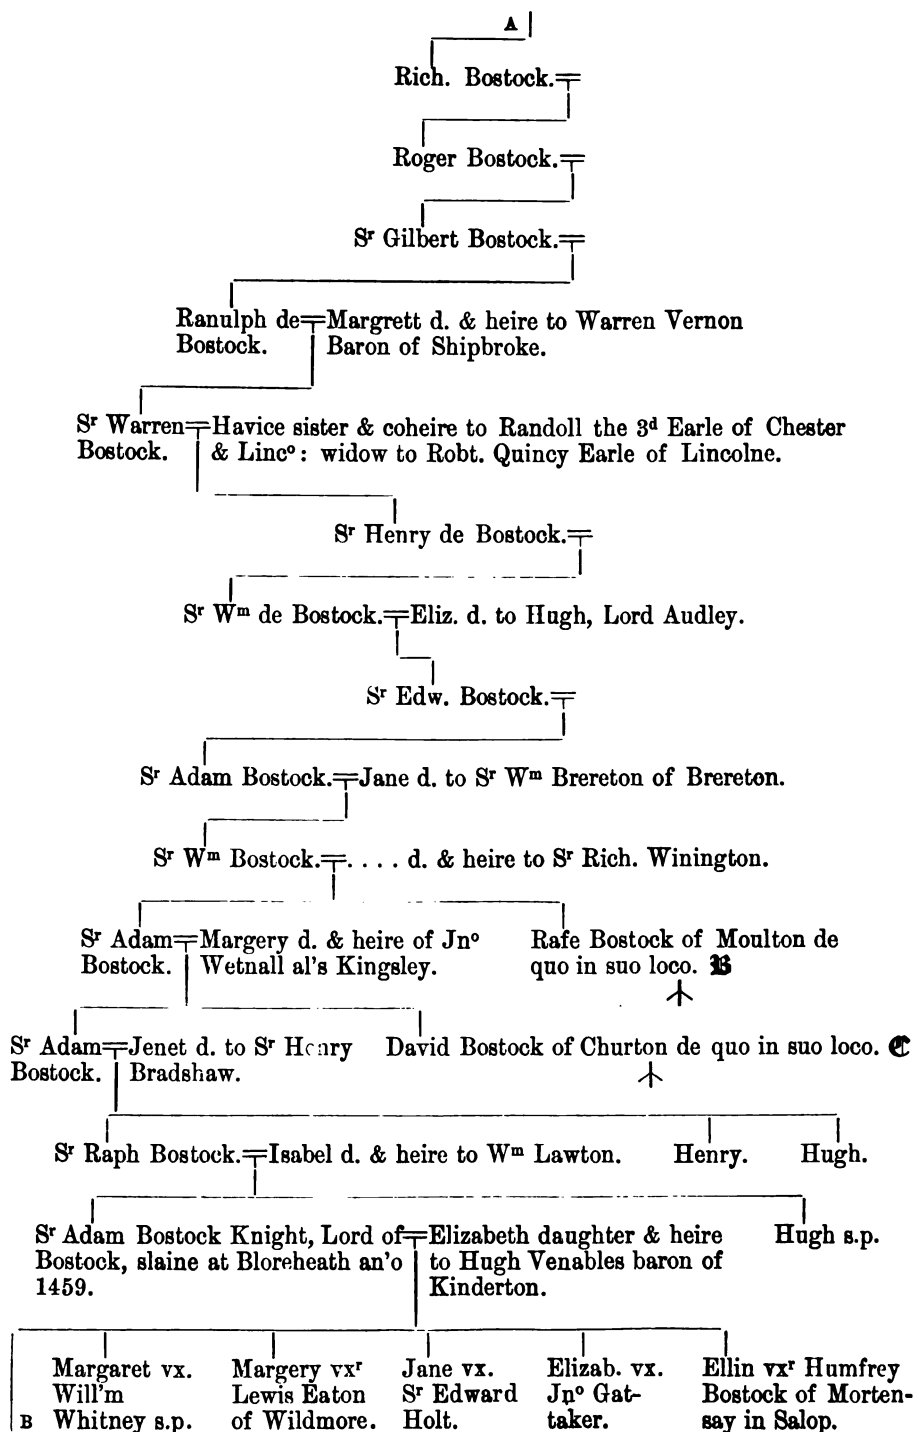 A
Rich. Bostock.
Roger Bostock.
Sʳ Gilbert Bostock.
Ranulph de Bostock.
Margrett d. & heire to Warren Vernon
Baron of Shipbroke.
Sʳ Warren
Bostock.
Havice sister & coheire to Randoll the 3ᵈ Earle of Chester
& Lincᵒ: widow to Robt. Quincy Earle of Lincolne.
Sʳ Henry de Bostock.
Sʳ Wᵐ de Bostock. Eliz. d. to Hugh, Lord Audley.
Sʳ Edw. Bostock.
Sʳ Adam Bostock. Jane d. to Sʳ Wᵐ Brereton of Brereton.
Sʳ Wᵐ Bostock. . . . . d. & heire to Sʳ Rich. Winington.
Sʳ Adam
Bostock.
Margery d. & heire of Jnᵒ
Wetnall al's Kingsley.
Rafe Bostock of Moulton de
quo in suo loco. B
Sʳ Adam
Bostock.
Jenet d. to Sʳ Henry
Bradshaw.
David Bostock of Churton de quo in suo loco. C
Sʳ Raph Bostock. Isabel d. & heire to Wᵐ Lawton. Henry. Hugh.
Sʳ Adam Bostock Knight, Lord of
Bostock, slaine at Bloreheath an'o
1459.
Elizabeth daughter & heire
to Hugh Venables baron of
Kinderton.
Hugh s.p.
B
Margaret vx.
Will'm
Whitney s.p.
Margery vxʳ
Lewis Eaton
of Wildmore.
Jane vx.
Sʳ Edward
Holt.
Elizab. vx.
Jnᵒ Gat-
taker.
Ellin vxʳ Humfrey
Bostock of Morten-
say in Salop.